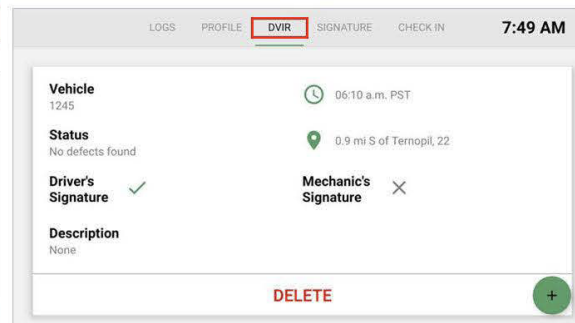 LOGS PROFILE DVIR SIGNATURE CHECK IN 7:49 AM
Vehicle
1245
06:10 a.m. PST
Status
No defects found
0.9 mi S of Ternopil, 22
Driver's
Signature
Mechanic's
Signature
Description
None
DELETE
+